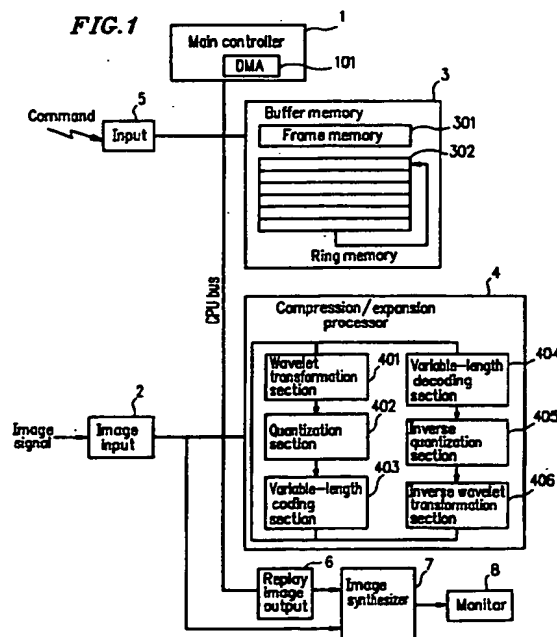 FIG.1
1
Main controller
DMA
101
3
5
Command
Input
Buffer memory
Frame memory
301
302
Ring memory
CPU bus
4
Compression/expansion
processor
2
Image
signal
Image
input
Wavelet
transformation
section
401
Variable-length
decoding
section
404
402
Quantization
section
405
Inverse
quantization
section
403
Variable-length
coding
section
406
Inverse wavelet
transformation
section
6
Replay
image
output
7
Image
synthesizer
8
Monitor